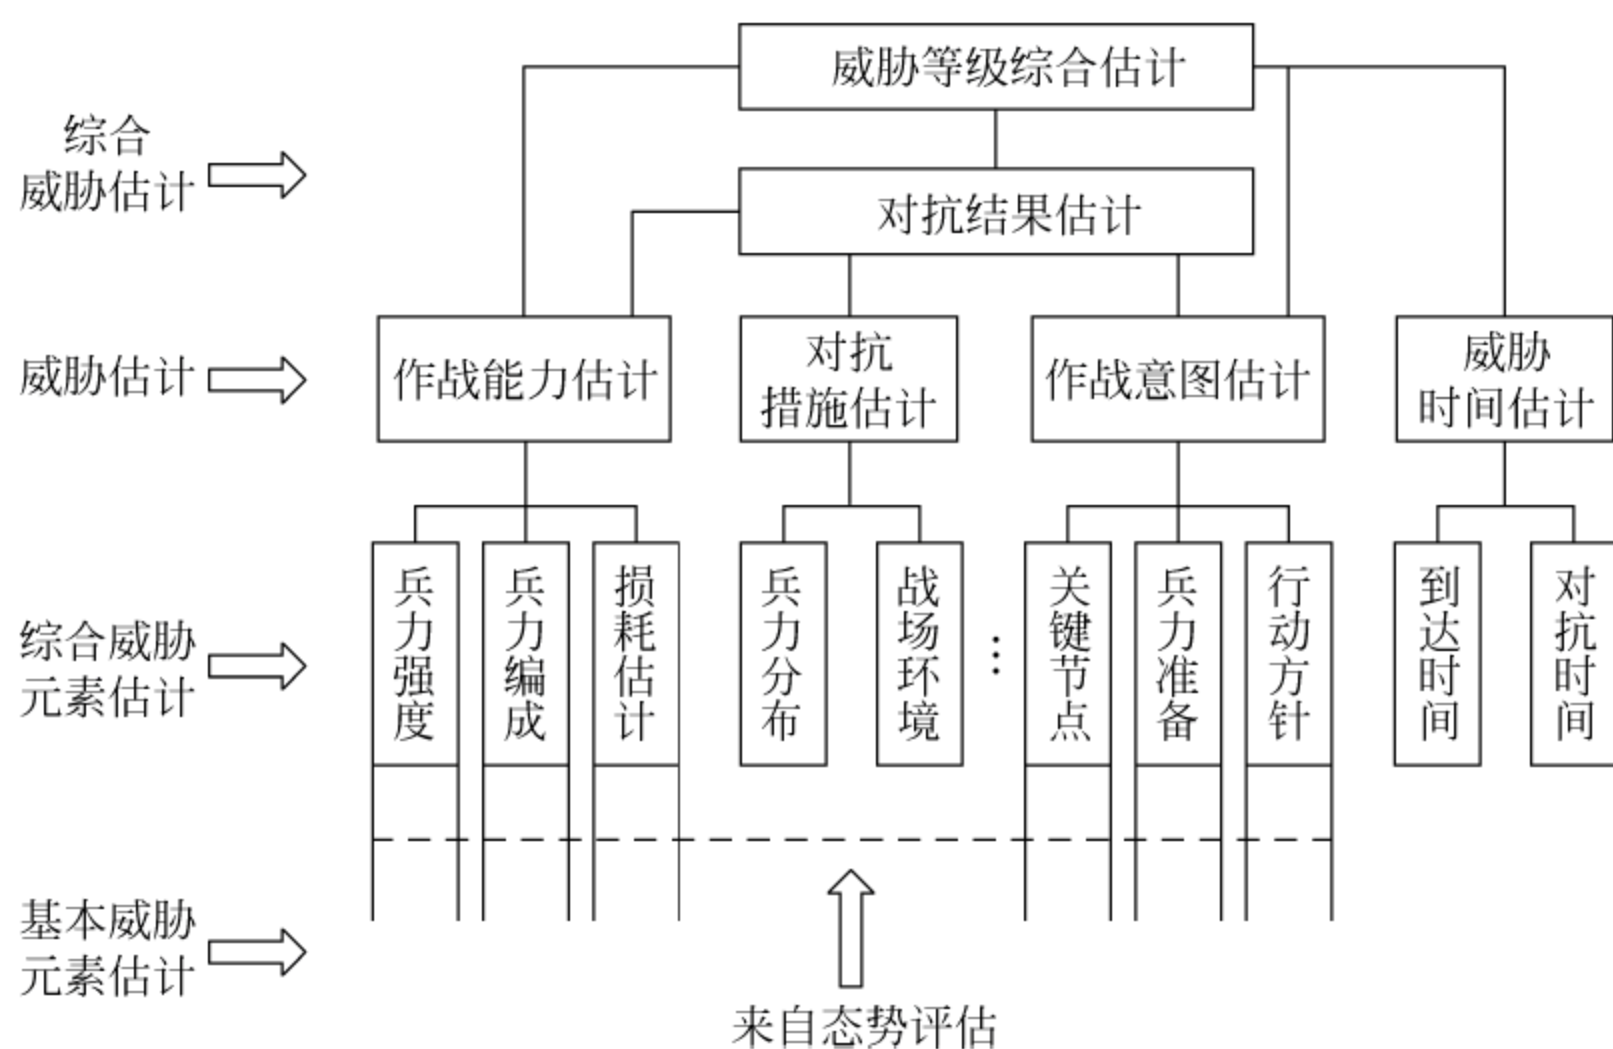 威胁等级综合估计
综合
威胁估计
对抗结果估计
威胁估计
作战能力估计
对抗
措施估计
作战意图估计
威胁
时间估计
综合威胁
元素估计
兵力强度
兵力编成
损耗估计
兵力分布
战场环境
⋮
关键节点
兵力准备
行动方针
到达时间
对抗时间
基本威胁
元素估计
来自态势评估